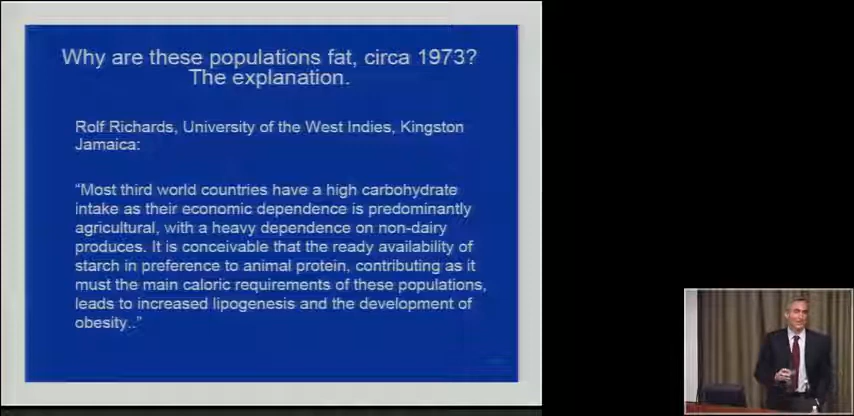 Why are these populations fat, circa 1973?
The explanation.
Rolf Richards, University of the West Indies, Kingston
Jamaica:
“Most third world countries have a high carbohydrate
intake as their economic dependence is predominantly
agricultural, with a heavy dependence on non-dairy
produces. It is conceivable that the ready availability of
starch in preference to animal protein, contributing as it
must the main caloric requirements of these populations,
leads to increased lipogenesis and the development of
obesity..”